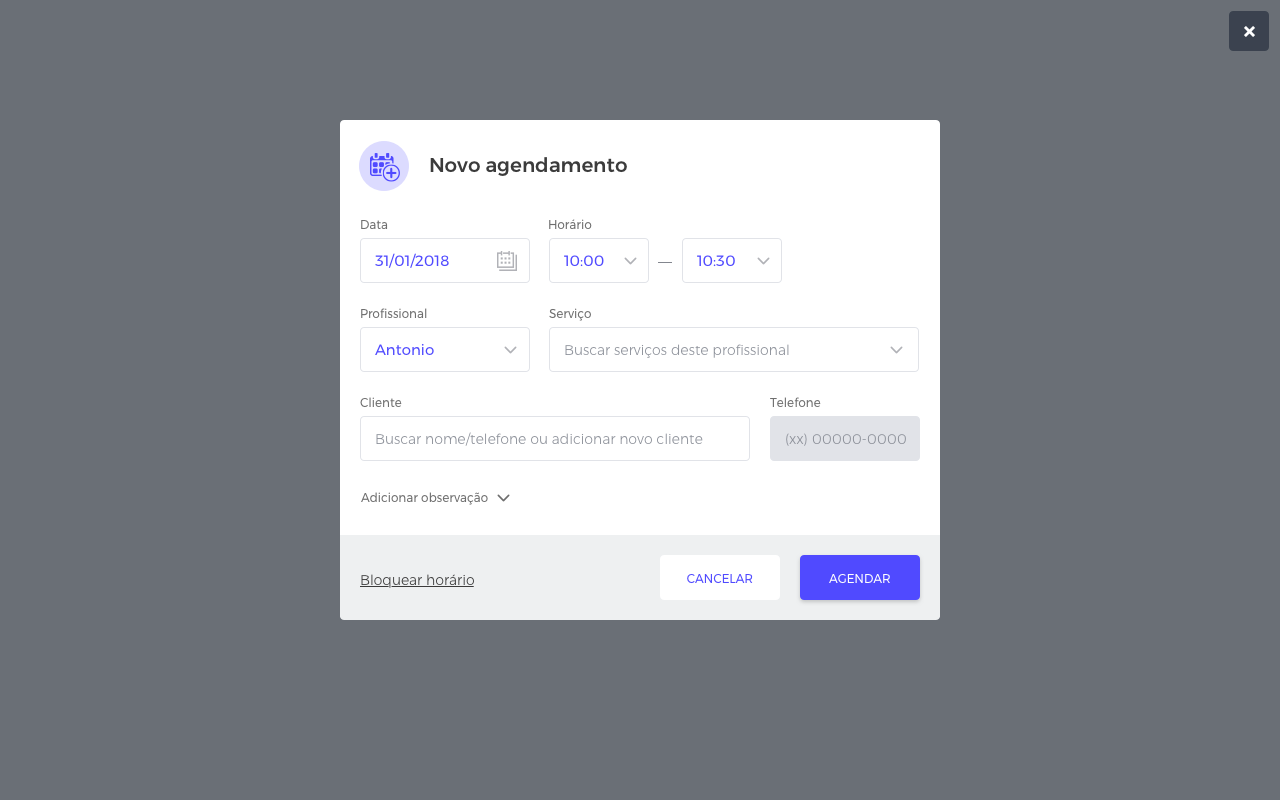 Novo agendamento
Data
Horário
31/01/2018
10:00 — 10:30
Profissional
Serviço
Antonio
Buscar serviços deste profissional
Cliente
Telefone
Buscar nome/telefone ou adicionar novo cliente
(xx) 00000-0000
Adicionar observação
Bloquear horário
CANCELAR
AGENDAR